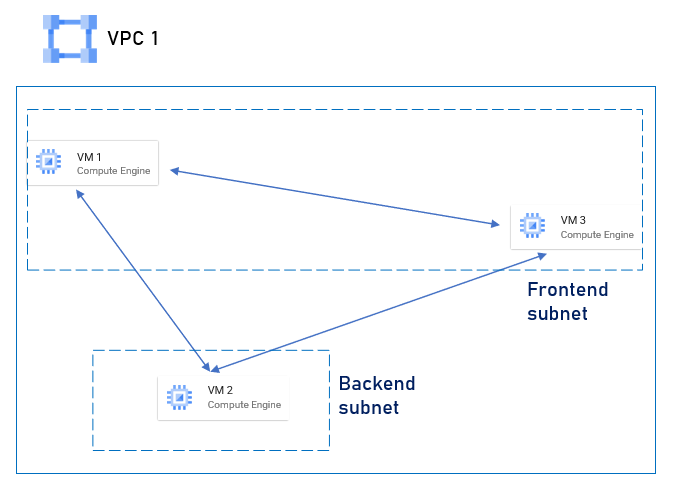 VPC 1
VM 1
Compute Engine
VM 3
Compute Engine
Frontend
subnet
VM 2
Compute Engine
Backend
subnet